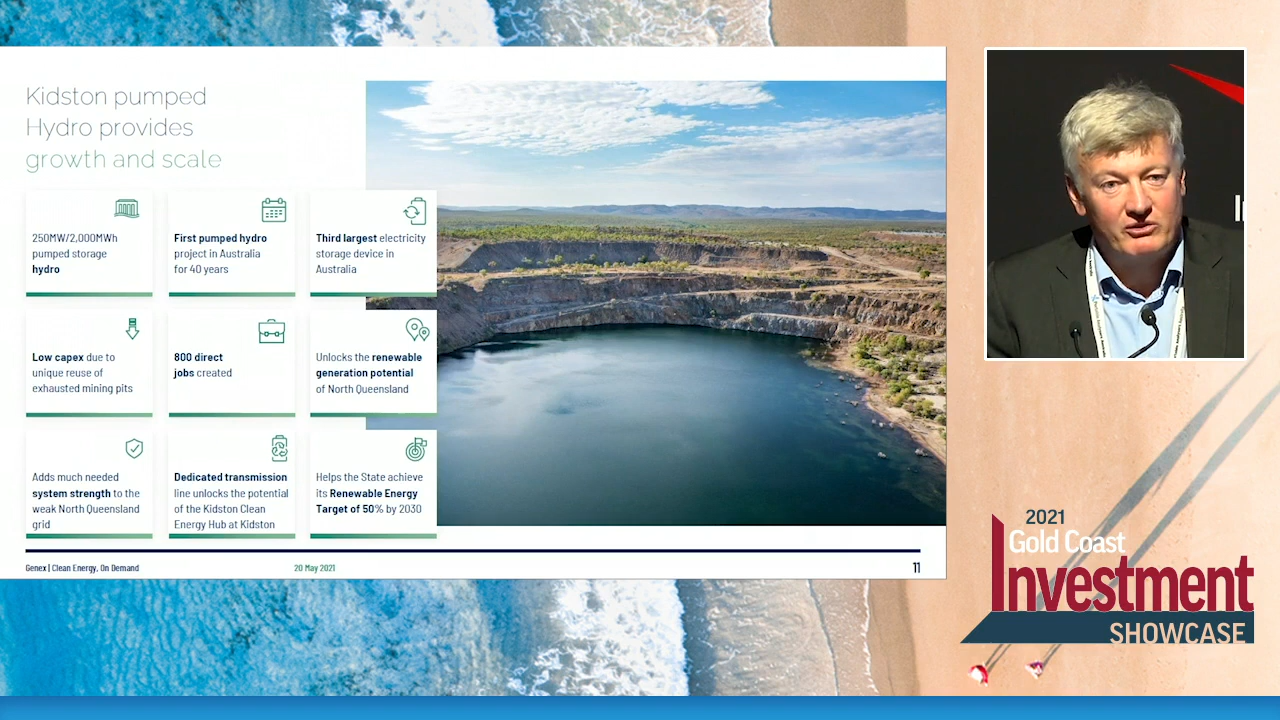 Kidston pumped
Hydro provides
growth and scale
250MW/2,000MWh
pumped storage
hydro
First pumped hydro
project in Australia
for 40 years
Third largest electricity
storage device in
Australia
Low capex due to
unique reuse of
exhausted mining pits
800 direct
jobs created
Unlocks the renewable
generation potential
of North Queensland
Adds much needed
system strength to the
weak North Queensland
grid
Dedicated transmission
line unlocks the potential
of the Kidston Clean
Energy Hub at Kidston
Helps the State achieve
its Renewable Energy
Target of 50% by 2030
Genex | Clean Energy, On Demand
20 May 2021
11
2021
Gold Coast
Investment
SHOWCASE